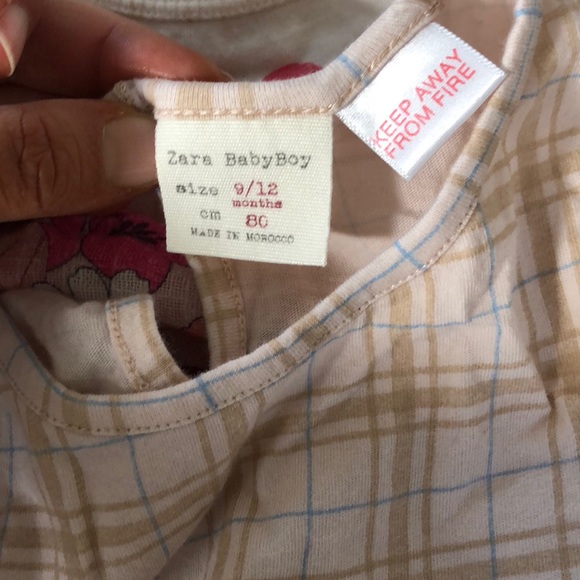 Zara BabyBoy
size 9/12
months
cm 80
MADE IN MOROCCO
KEEP AWAY
FROM FIRE